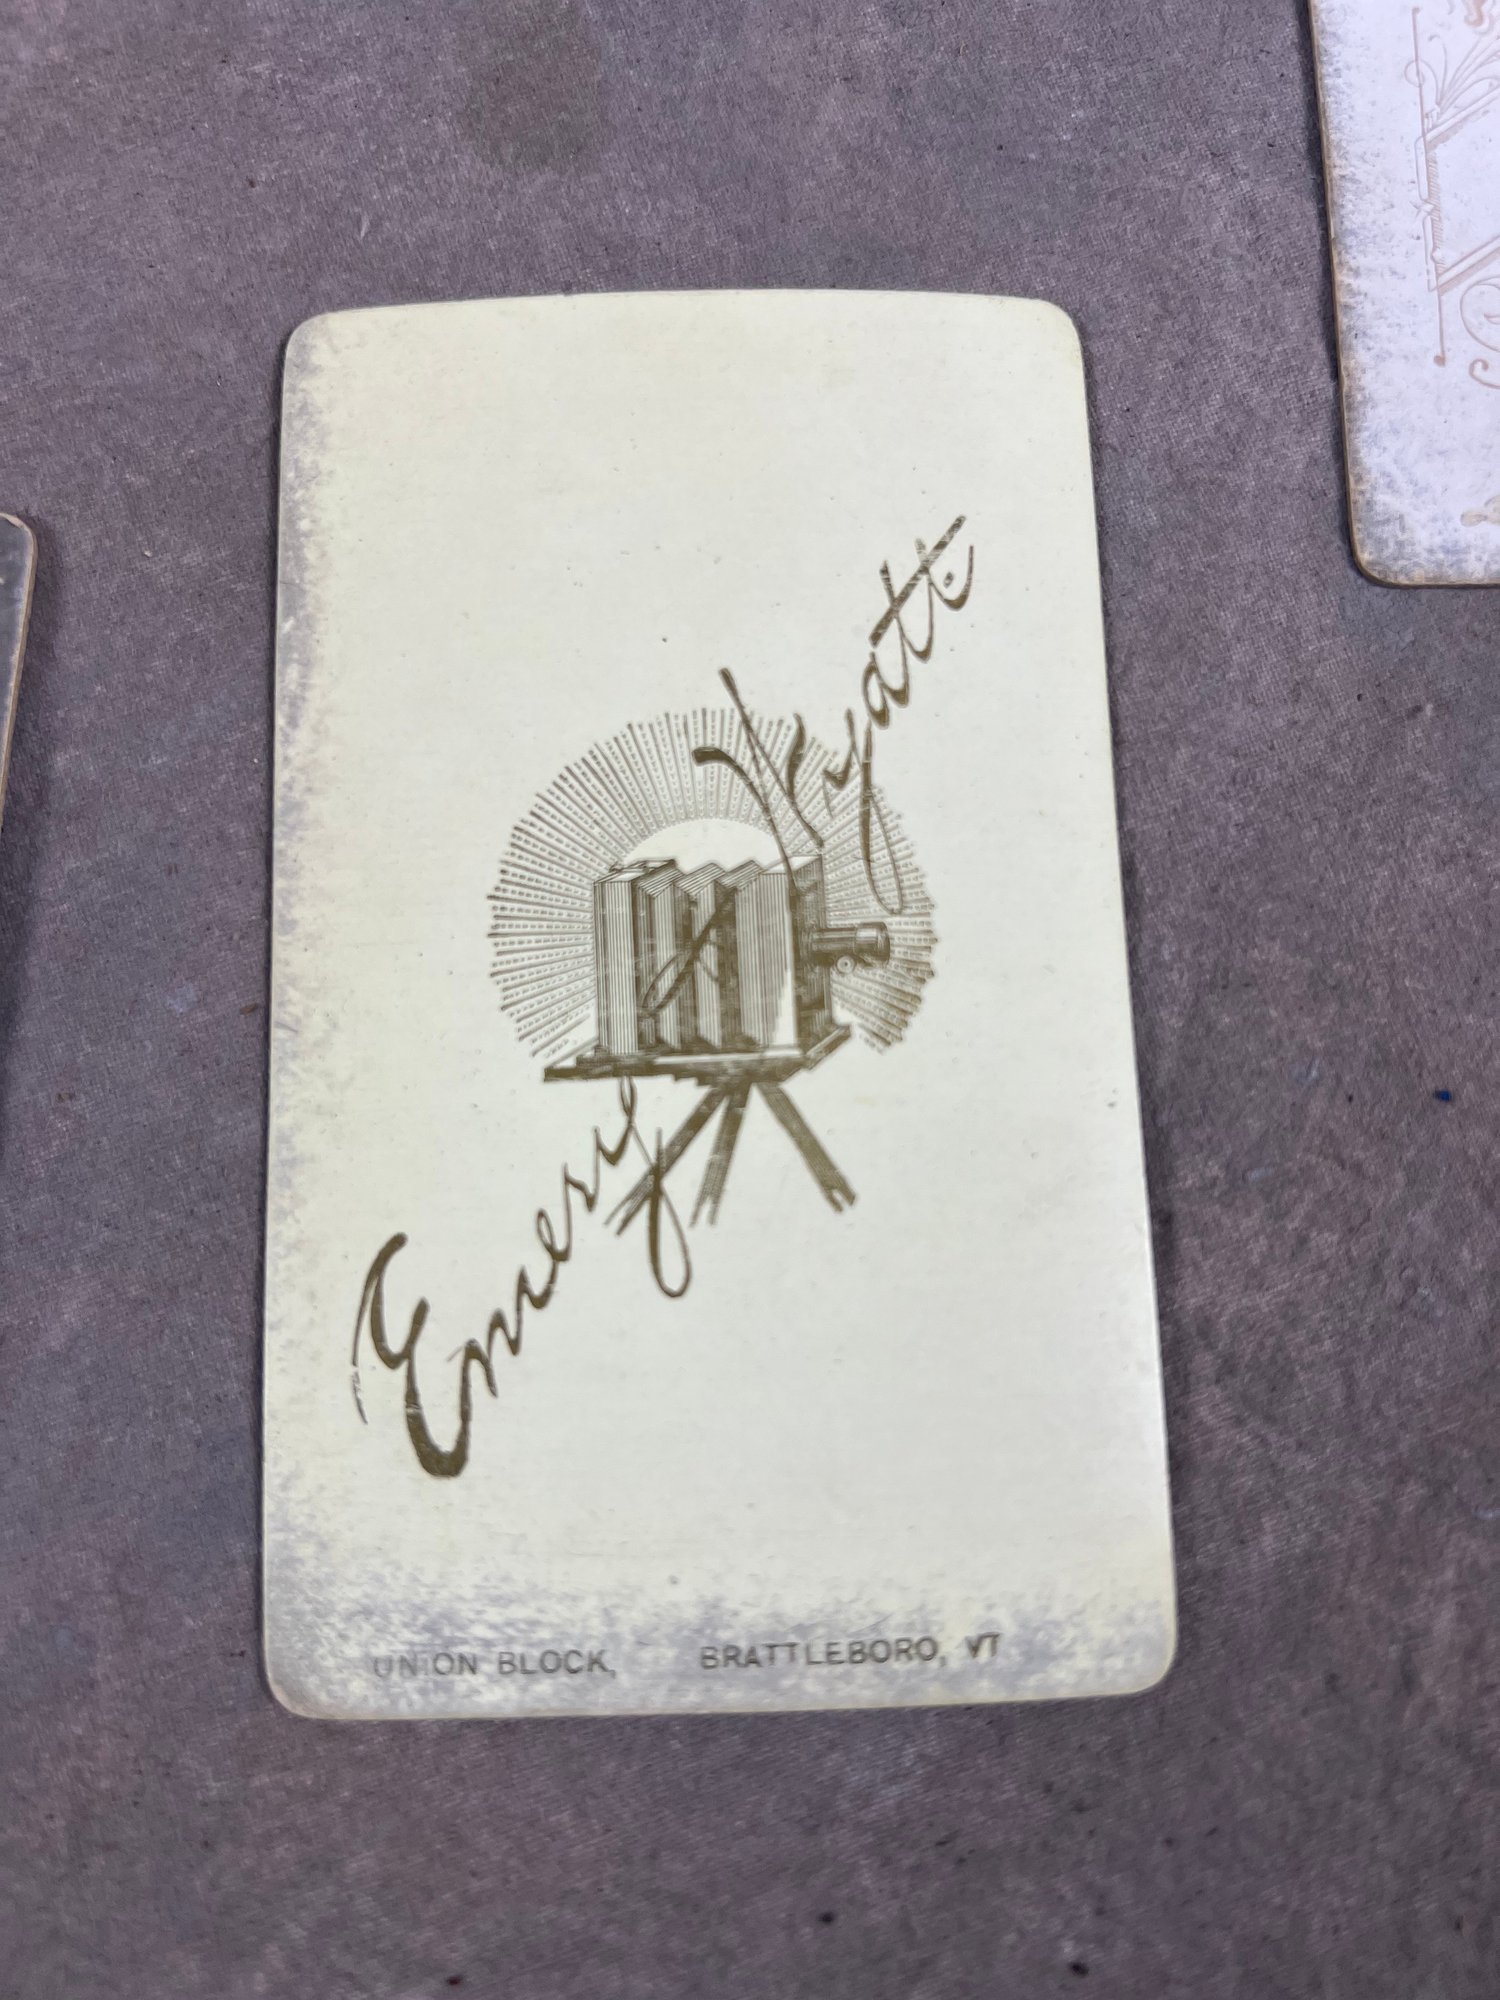 Emery & Wyatt.
UNION BLOCK, BRATTLEBORO, VT